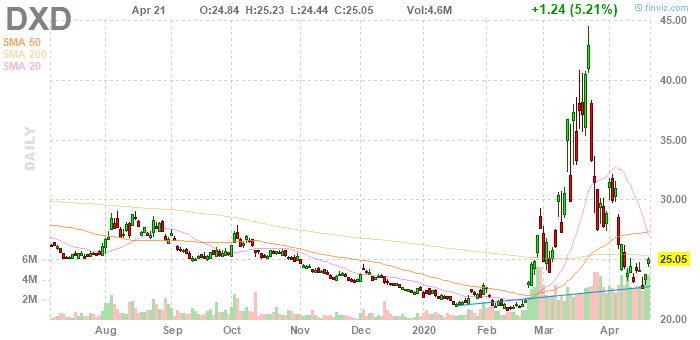 DXD Apr 21 O:24.84 H:25.23 L:24.44 C:25.05 Vol:4.6M +1.24 (5.21%) © finviz.com
SMA 50
SMA 200
SMA 20
DAILY
45.00
40.00
35.00
30.00
25.05
20.00
6M
4M
2M
Aug Sep Oct Nov Dec 2020 Feb Mar Apr